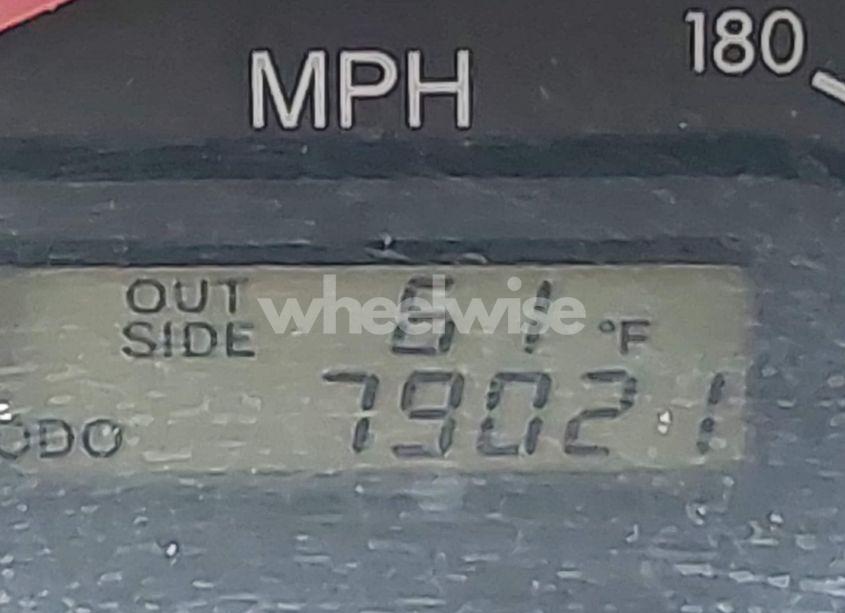 180
MPH
OUT 61 °F
SIDE
wheelwise
ODO 79021